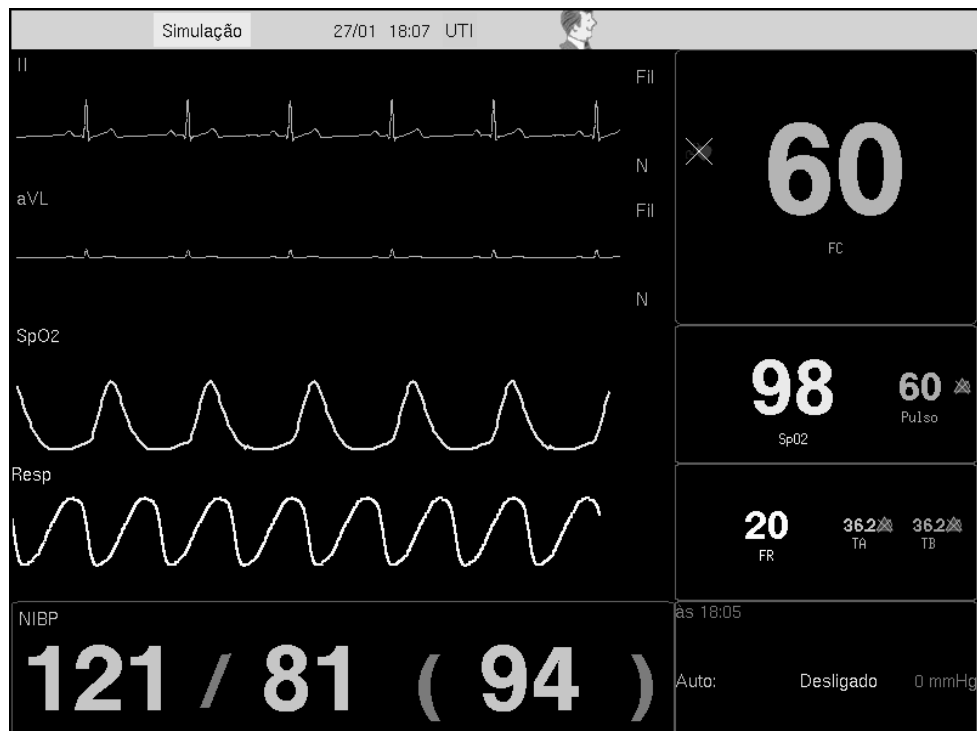 Simulação 27/01 18:07 UTI
II
Fil
N
60
FC
aVL
Fil
N
SpO2
98
SpO2
60
Pulso
Resp
20
FR
36.2
TA
36.2
TB
NIBP
121 / 81 ( 94 )
às 18:05
Auto: Desligado 0 mmHg